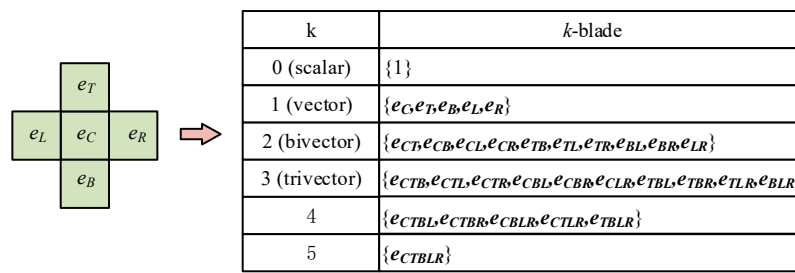 e_T
e_L e_C e_R
e_B
k k-blade
0 (scalar) {1}
1 (vector) {e_C,e_T,e_B,e_L,e_R}
2 (bivector) {e_CT,e_CB,e_CL,e_CR,e_TB,e_TL,e_TR,e_BL,e_BR,e_LR}
3 (trivector) {e_CTB,e_CTL,e_CTR,e_CBL,e_CBR,e_CLR,e_TBL,e_TBR,e_TLR,e_BLR
4 {e_CTBL,e_CTBR,e_CBLR,e_CTLR,e_TBLR}
5 {e_CTBLR}